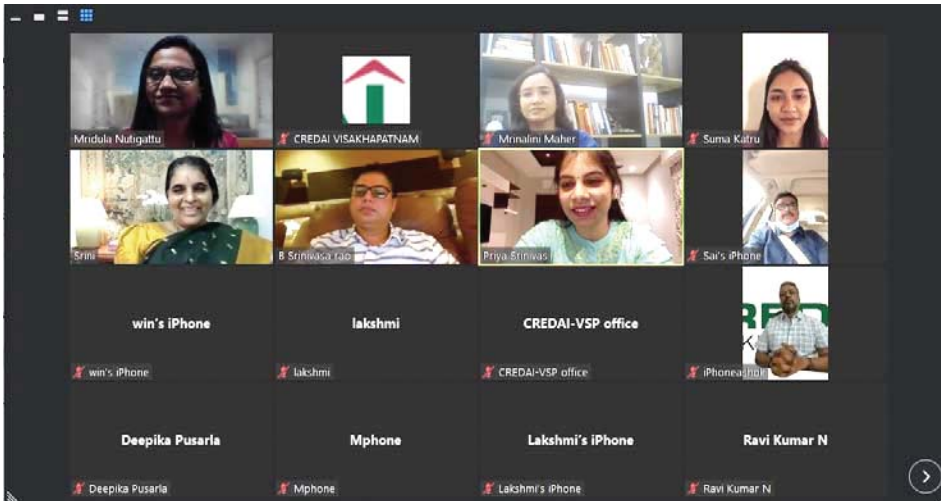 Mridula Nutigattu
CREDAI VISAKHAPATNAM
Mrinalini Maher
Suma Katru
Srini
B Srinivasa rao
Priya Srinivas
Sai's iPhone
win's iPhone
lakshmi
CREDAI-VSP office
win's iPhone
lakshmi
CREDAI-VSP office
iPhoneashok
Deepika Pusarla
Mphone
Lakshmi's iPhone
Ravi Kumar N
Deepika Pusarla
Mphone
Lakshmi's iPhone
Ravi Kumar N